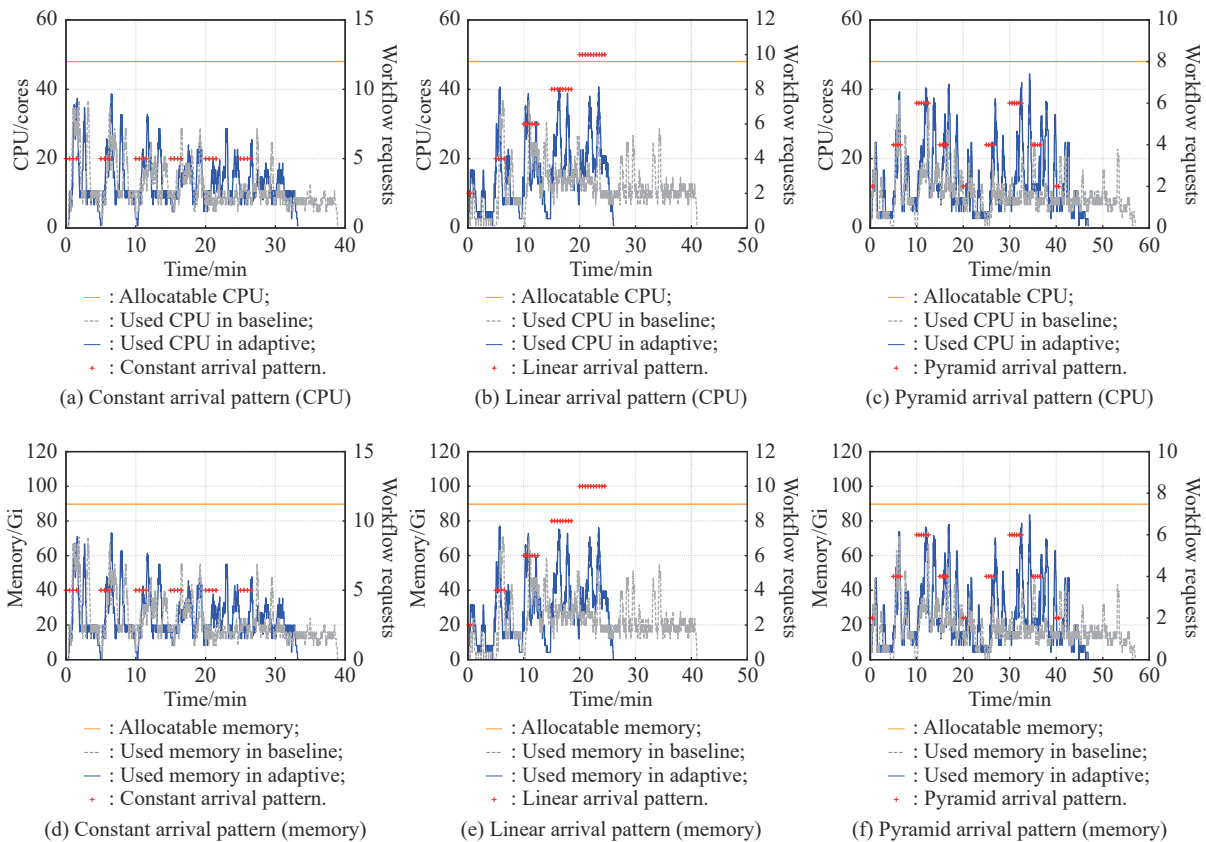 60
40
20
0
CPU/cores
15
10
5
0
Workflow requests
0 10 20 30 40
Time/min
: Allocatable CPU;
: Used CPU in baseline;
: Used CPU in adaptive;
: Constant arrival pattern.
(a) Constant arrival pattern (CPU)
60
40
20
0
CPU/cores
12
10
8
6
4
2
0
Workflow requests
0 10 20 30 40 50
Time/min
: Allocatable CPU;
: Used CPU in baseline;
: Used CPU in adaptive;
: Linear arrival pattern.
(b) Linear arrival pattern (CPU)
60
40
20
0
CPU/cores
10
8
6
4
2
0
Workflow requests
0 10 20 30 40 50 60
Time/min
: Allocatable CPU;
: Used CPU in baseline;
: Used CPU in adaptive;
: Pyramid arrival pattern.
(c) Pyramid arrival pattern (CPU)
120
100
80
60
40
20
0
Memory/Gi
15
10
5
0
Workflow requests
0 10 20 30 40
Time/min
: Allocatable memory;
: Used memory in baseline;
: Used memory in adaptive;
: Constant arrival pattern.
(d) Constant arrival pattern (memory)
120
100
80
60
40
20
0
Memory/Gi
12
10
8
6
4
2
0
Workflow requests
0 10 20 30 40 50
Time/min
: Allocatable memory;
: Used memory in baseline;
: Used memory in adaptive;
: Linear arrival pattern.
(e) Linear arrival pattern (memory)
120
100
80
60
40
20
0
Memory/Gi
10
8
6
4
2
0
Workflow requests
0 10 20 30 40 50 60
Time/min
: Allocatable memory;
: Used memory in baseline;
: Used memory in adaptive;
: Pyramid arrival pattern.
(f) Pyramid arrival pattern (memory)